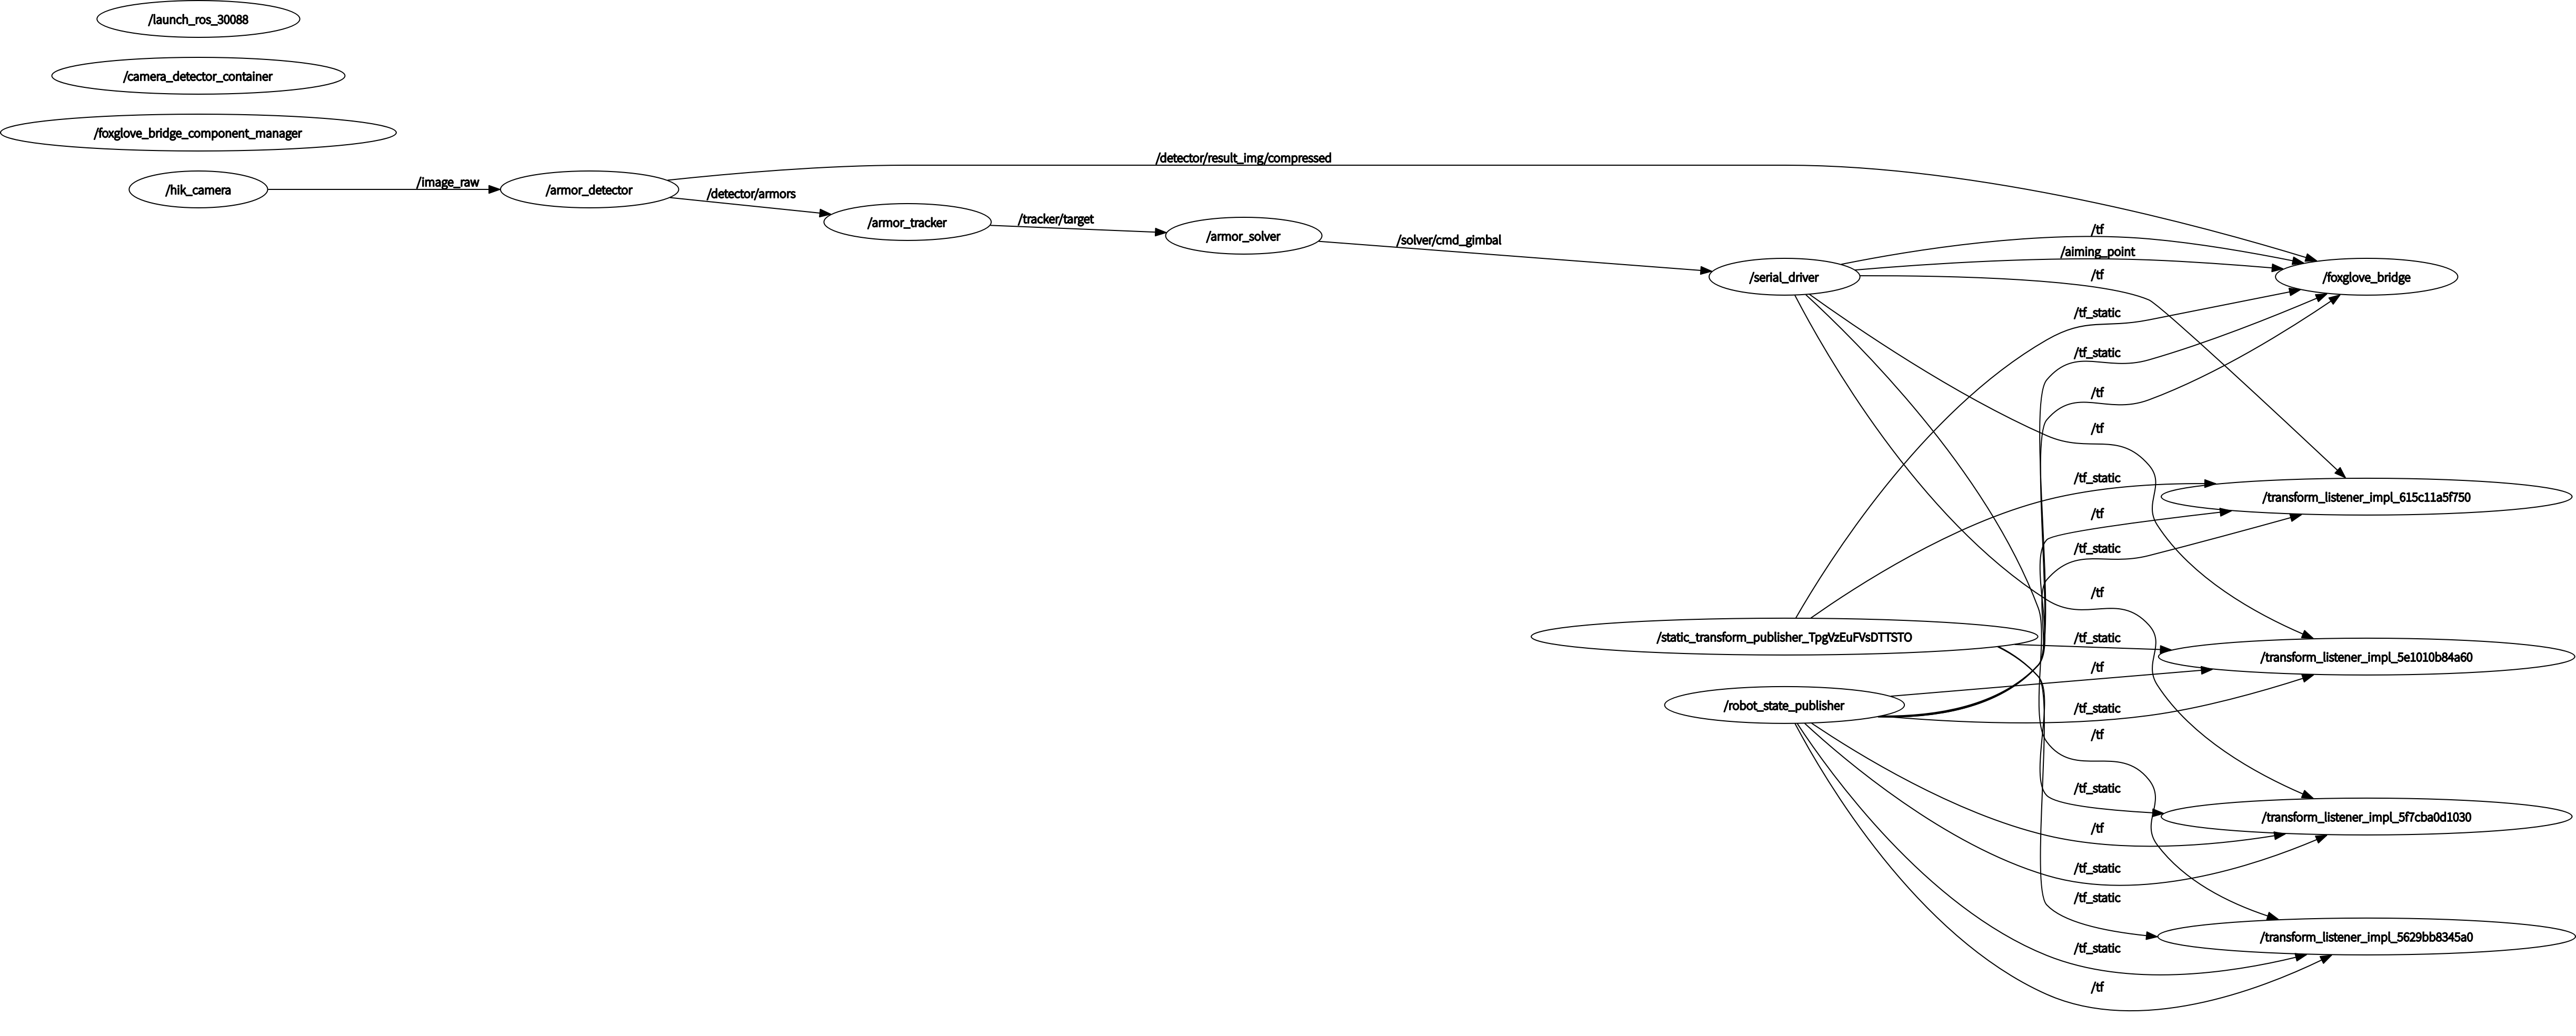 /launch_ros_30088
/camera_detector_container
/foxglove_bridge_component_manager
/hik_camera
/image_raw
/armor_detector
/detector/result_img/compressed
/detector/armors
/armor_tracker
/tracker/target
/armor_solver
/solver/cmd_gimbal
/serial_driver
/tf
/aiming_point
/tf
/foxglove_bridge
/tf_static
/tf_static
/tf
/tf
/tf_static
/transform_listener_impl_615c11a5f750
/tf
/tf_static
/tf
/static_transform_publisher_TpgVzEuFVsDTTSTO
/tf_static
/transform_listener_impl_5e1010b84a60
/tf
/robot_state_publisher
/tf_static
/tf
/tf_static
/transform_listener_impl_5f7cba0d1030
/tf
/tf_static
/tf_static
/transform_listener_impl_5629bb8345a0
/tf_static
/tf